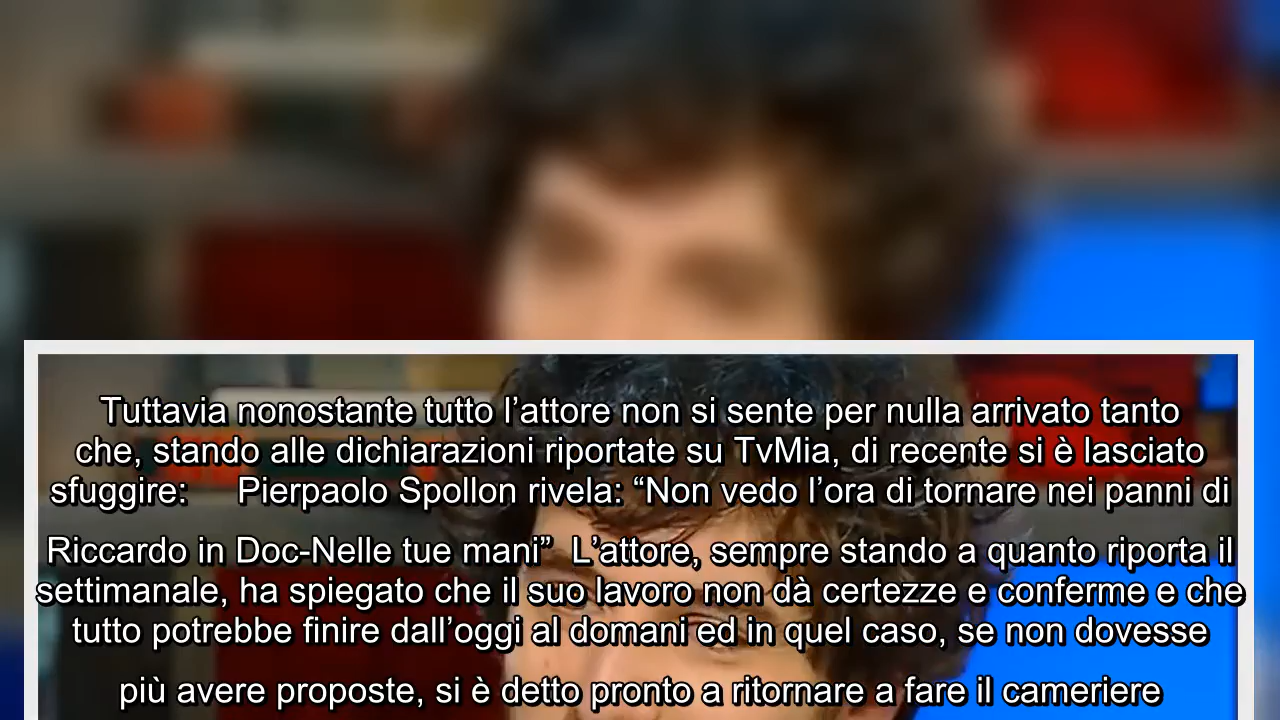 Tuttavia nonostante tutto l’attore non si sente per nulla arrivato tanto
che, stando alle dichiarazioni riportate su TvMia, di recente si è lasciato
sfuggire: Pierpaolo Spollon rivela: “Non vedo l’ora di tornare nei panni di
Riccardo in Doc-Nelle tue mani” L’attore, sempre stando a quanto riporta il
settimanale, ha spiegato che il suo lavoro non dà certezze e conferme e che
tutto potrebbe finire dall’oggi al domani ed in quel caso, se non dovesse
più avere proposte, si è detto pronto a ritornare a fare il cameriere